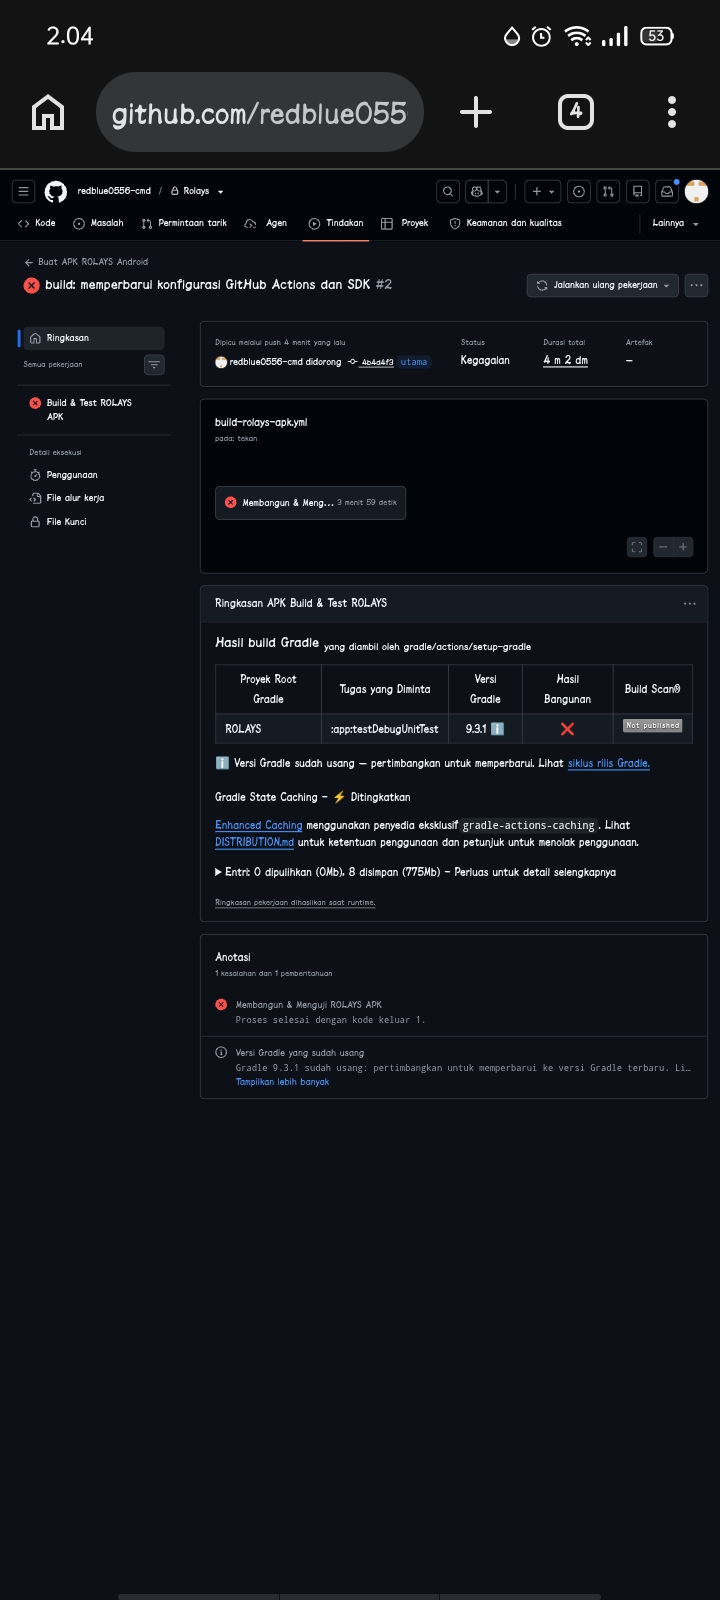 2.04
53
github.com/redblue055
4
redblue0556-cmd / Rolays
Kode Masalah Permintaan tarik Agen Tindakan Proyek Keamanan dan kualitas Lainnya
Buat APK ROLAYS Android
build: memperbarui konfigurasi GitHub Actions dan SDK #2
Jalankan ulang pekerjaan
Ringkasan
Semua pekerjaan
Build & Test ROLAYS
APK
Detail eksekusi
Penggunaan
File alur kerja
File Kunci
Dipicu melalui push 4 menit yang lalu
redblue0556-cmd didorong 4b4d4f3 utama
Status
Kegagalan
Durasi total
4 m 2 dm
Artefak
–
build-rolays-apk.yml
pada: tekan
Membangun & Meng... 3 menit 59 detik
Ringkasan APK Build & Test ROLAYS
Hasil build Gradle yang diambil oleh gradle/actions/setup-gradle
Proyek Root Gradle Tugas yang Diminta Versi Gradle Hasil Bangunan Build Scan®
ROLAYS :app:testDebugUnitTest 9.3.1 ℹ️ ❌ Not published
ℹ️ Versi Gradle sudah usang — pertimbangkan untuk memperbarui. Lihat siklus rilis Gradle.
Gradle State Caching - ⚡ Ditingkatkan
Enhanced Caching menggunakan penyedia eksklusif gradle-actions-caching . Lihat
DISTRIBUTION.md untuk ketentuan penggunaan dan petunjuk untuk menolak penggunaan.
Entri: 0 dipulihkan (0Mb), 8 disimpan (775Mb) - Perluas untuk detail selengkapnya
Ringkasan pekerjaan dihasilkan saat runtime.
Anotasi
1 kesalahan dan 1 pemberitahuan
Membangun & Menguji ROLAYS APK
Proses selesai dengan kode keluar 1.
Versi Gradle yang sudah usang
Gradle 9.3.1 sudah usang: pertimbangkan untuk memperbarui ke versi Gradle terbaru. Li…
Tampilkan lebih banyak